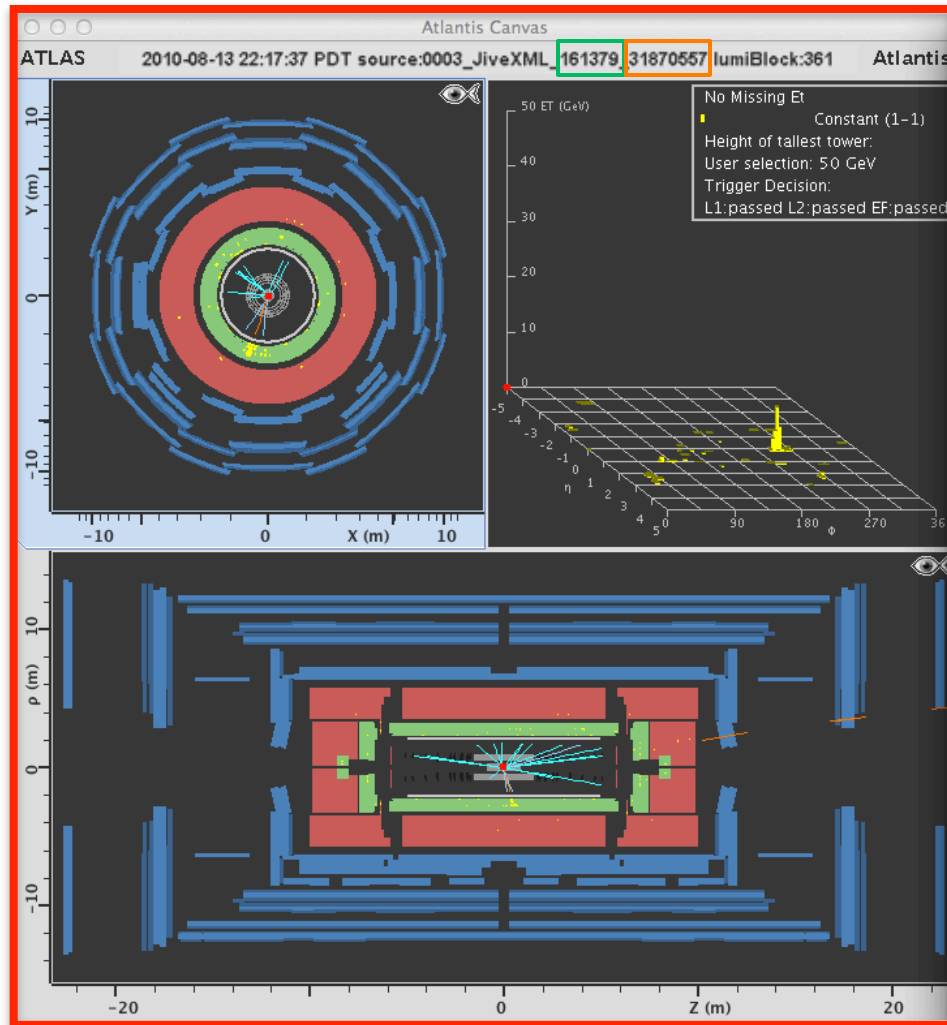 Atlantis Canvas
ATLAS 2010-08-13 22:17:37 PDT source:0003_JiveXML_161379_31870557 lumiBlock:361 Atlantis
10
Y (m)
0
-10
-10 0 X (m) 10
50 ET (GeV)
40
30
20
10
0
No Missing Et
Constant (1-1)
Height of tallest tower:
User selection: 50 GeV
Trigger Decision:
L1:passed L2:passed EF:passed
-5
-4
-3
-2
-1
0
η
1
2
3
4
5
0 90 180 Φ 270 36
10
ρ (m)
0
-10
-20 0 Z (m) 20